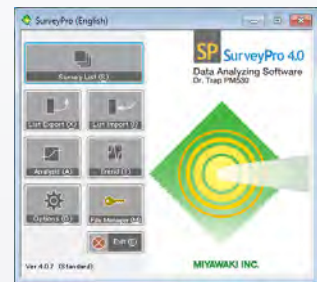 SurveyPro (English)
SP SurveyPro 4.0
Data Analyzing Software
Dr. Trap PM530
Survey List (S)
List Export (X)
List Import (I)
Analysis (A)
Trend (T)
Options (O)
File Manager (M)
Exit (E)
Ver 4.0.7 (Standard)
MIYAWAKI INC.